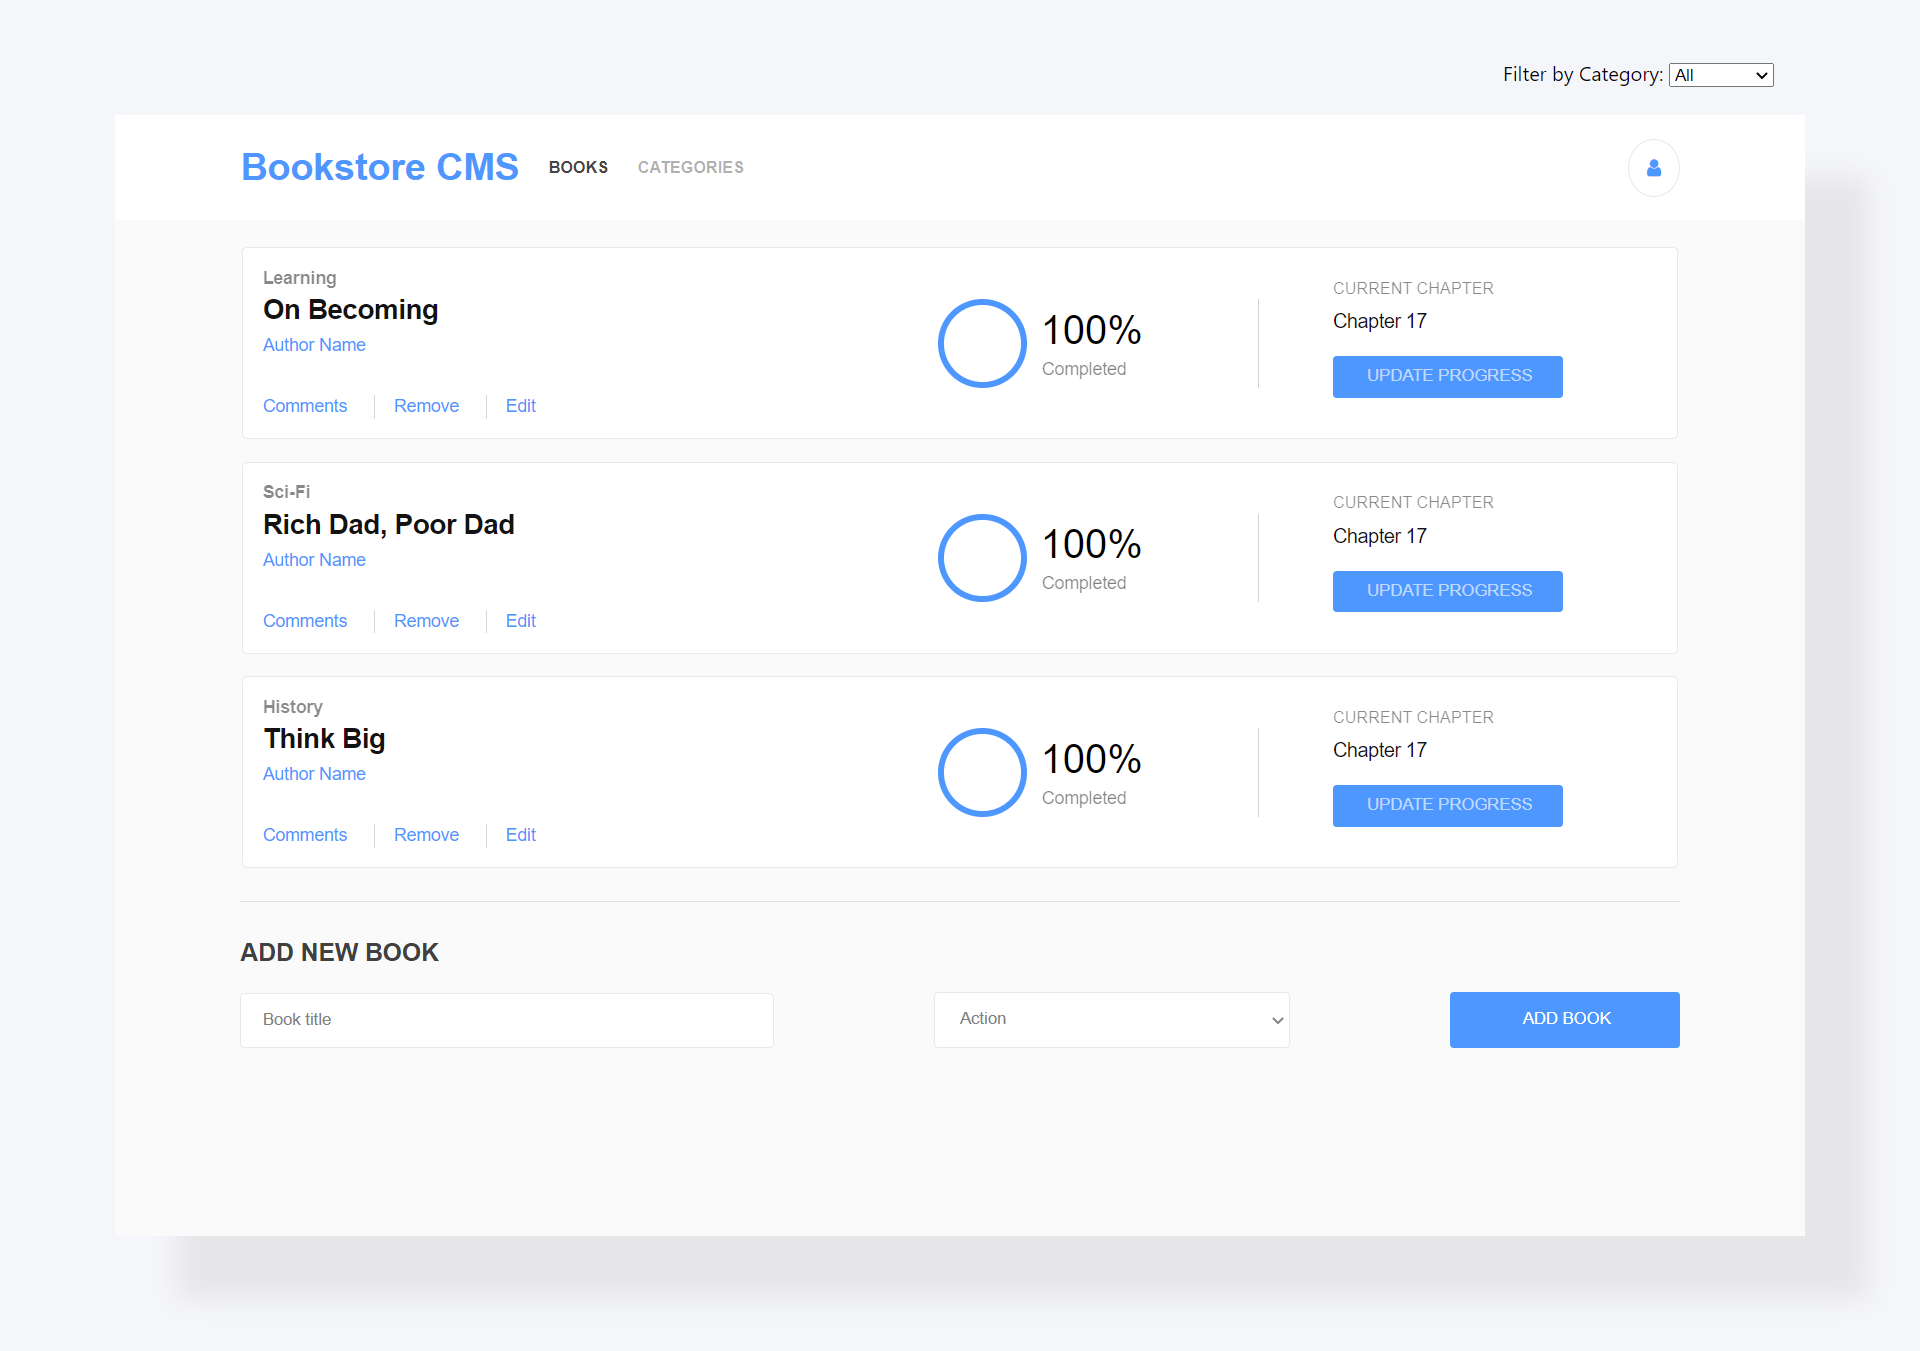 Filter by Category: All
Bookstore CMS BOOKS CATEGORIES
Learning
On Becoming
Author Name
Comments Remove Edit
100%
Completed
CURRENT CHAPTER
Chapter 17
UPDATE PROGRESS
Sci-Fi
Rich Dad, Poor Dad
Author Name
Comments Remove Edit
100%
Completed
CURRENT CHAPTER
Chapter 17
UPDATE PROGRESS
History
Think Big
Author Name
Comments Remove Edit
100%
Completed
CURRENT CHAPTER
Chapter 17
UPDATE PROGRESS
ADD NEW BOOK
Book title Action ADD BOOK